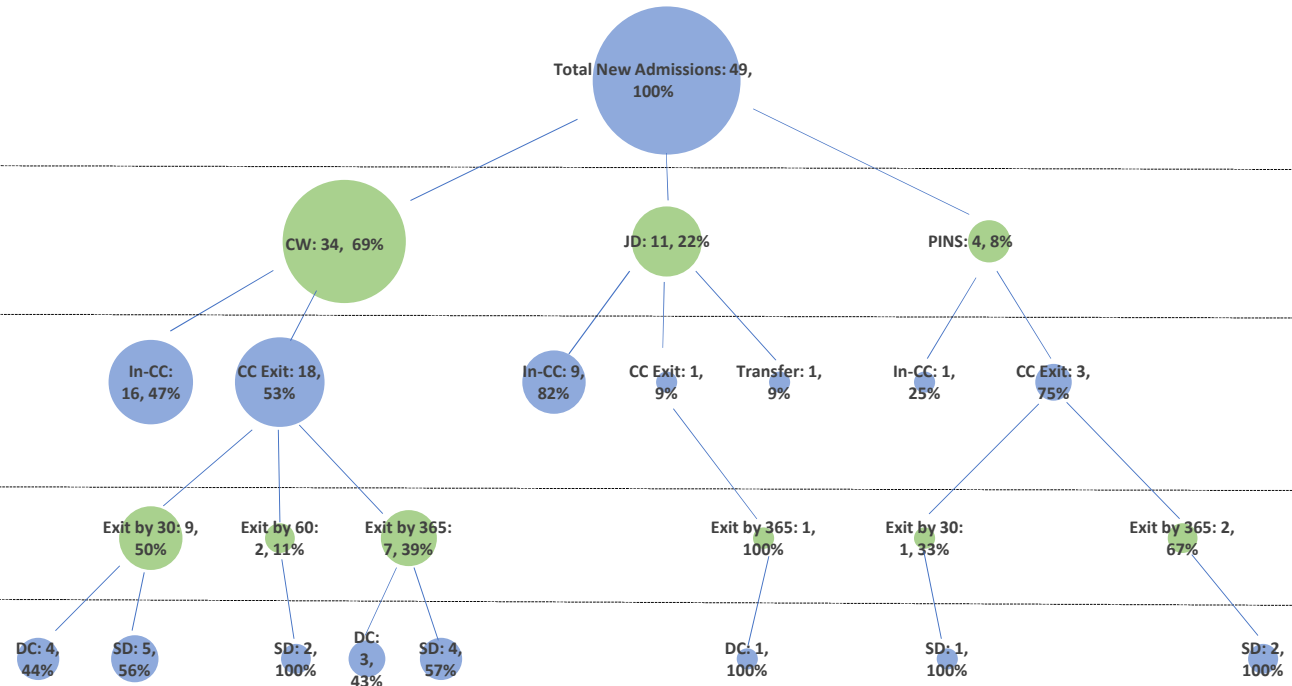 Total New Admissions: 49,
100%
CW: 34, 69%
JD: 11, 22%
PINS: 4, 8%
In-CC:
16, 47%
CC Exit: 18,
53%
In-CC: 9,
82%
CC Exit: 1,
9%
Transfer: 1,
9%
In-CC: 1,
25%
CC Exit: 3,
75%
Exit by 30: 9,
50%
Exit by 60:
2, 11%
Exit by 365:
7, 39%
Exit by 365: 1,
100%
Exit by 30:
1, 33%
Exit by 365: 2,
67%
DC: 4,
44%
SD: 5,
56%
SD: 2,
100%
DC:
3,
43%
SD: 4,
57%
DC: 1,
100%
SD: 1,
100%
SD: 2,
100%